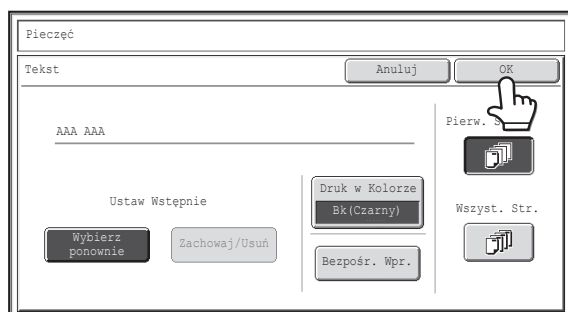 Pieczęć
Tekst
Anuluj
OK
AAA AAA
Pierw.
Ustaw Wstępnie
Druk w Kolorze
Bk(Czarny)
Wszyst. Str.
Wybierz
ponownie
Zachowaj/Usuń
Bezpośr. Wpr.